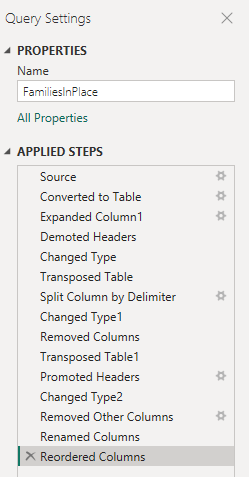 Query Settings
PROPERTIES
Name
FamiliesInPlace
All Properties
APPLIED STEPS
Source
Converted to Table
Expanded Column1
Demoted Headers
Changed Type
Transposed Table
Split Column by Delimiter
Changed Type1
Removed Columns
Transposed Table1
Promoted Headers
Changed Type2
Removed Other Columns
Renamed Columns
Reordered Columns